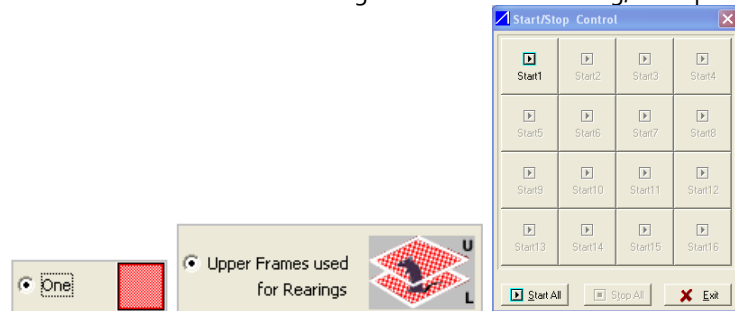 Start/Stop Control
Start1 Start2 Start3 Start4
Start5 Start6 Start7 Start8
Start9 Start10 Start11 Start12
Start13 Start14 Start15 Start16
Start All Stop All Exit
Upper Frames used
for Rearings
U
L
One